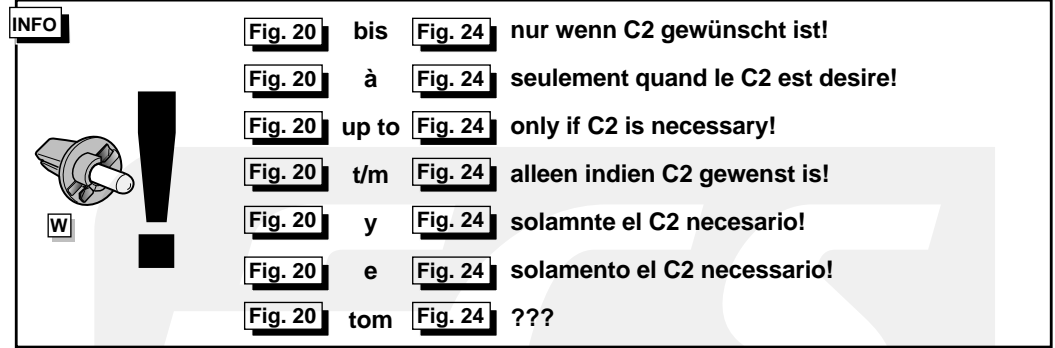 INFO
Fig. 20 bis Fig. 24 nur wenn C2 gewünscht ist!
Fig. 20 à Fig. 24 seulement quand le C2 est desire!
Fig. 20 up to Fig. 24 only if C2 is necessary!
Fig. 20 t/m Fig. 24 alleen indien C2 gewenst is!
W
Fig. 20 y Fig. 24 solamnte el C2 necesario!
Fig. 20 e Fig. 24 solamento el C2 necessario!
Fig. 20 tom Fig. 24 ???